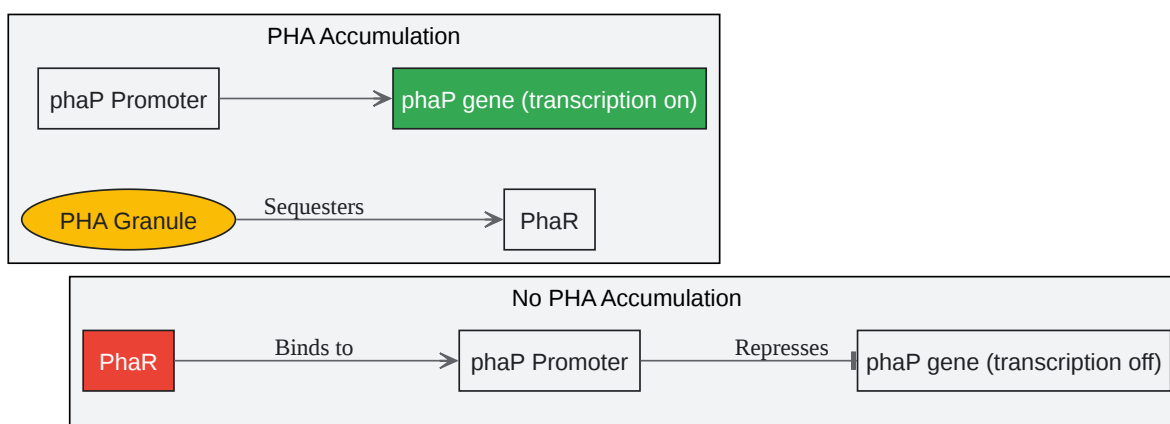 PHA Accumulation
phaP Promoter
phaP gene (transcription on)
PHA Granule
Sequesters
PhaR
No PHA Accumulation
PhaR
Binds to
phaP Promoter
Represses
phaP gene (transcription off)